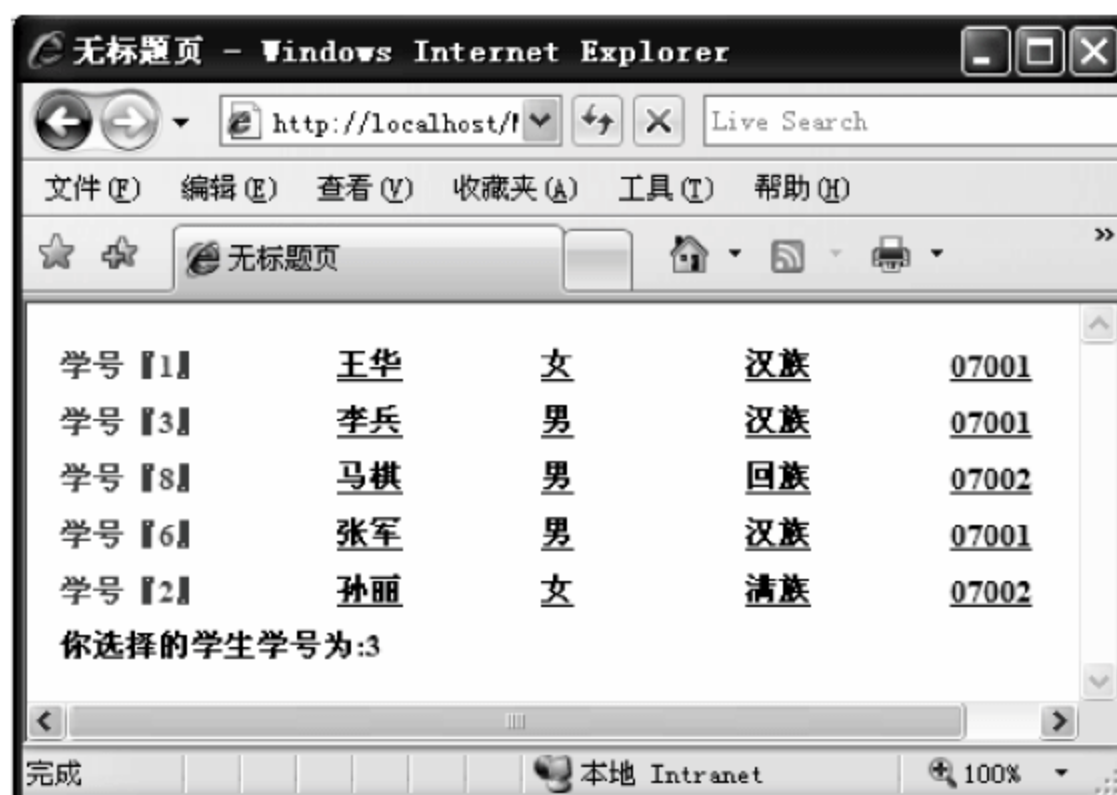 无标题页 - Windows Internet Explorer
http://localhost/ Live Search
文件(F) 编辑(E) 查看(V) 收藏夹(A) 工具(T) 帮助(H)
无标题页 »
学号『1』 王华 女 汉族 07001
学号『3』 李兵 男 汉族 07001
学号『8』 马棋 男 回族 07002
学号『6』 张军 男 汉族 07001
学号『2』 孙丽 女 满族 07002
你选择的学生学号为:3
完成 本地 Intranet 100%